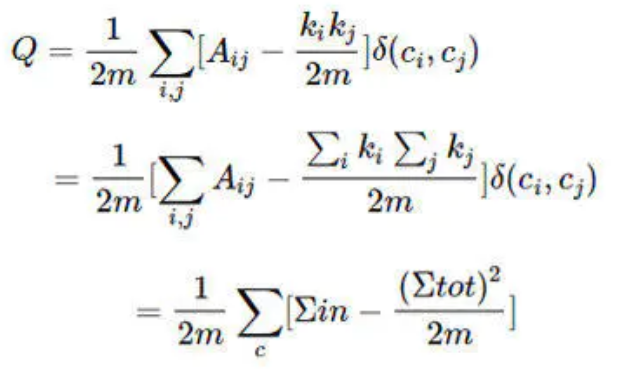 Q = \frac{1}{2m} \sum_{i,j} [A_{ij} - \frac{k_i k_j}{2m}] \delta(c_i, c_j)
= \frac{1}{2m} [\sum_{i,j} A_{ij} - \frac{\sum_i k_i \sum_j k_j}{2m}] \delta(c_i, c_j)
= \frac{1}{2m} \sum_c [\Sigma in - \frac{(\Sigma tot)^2}{2m}]